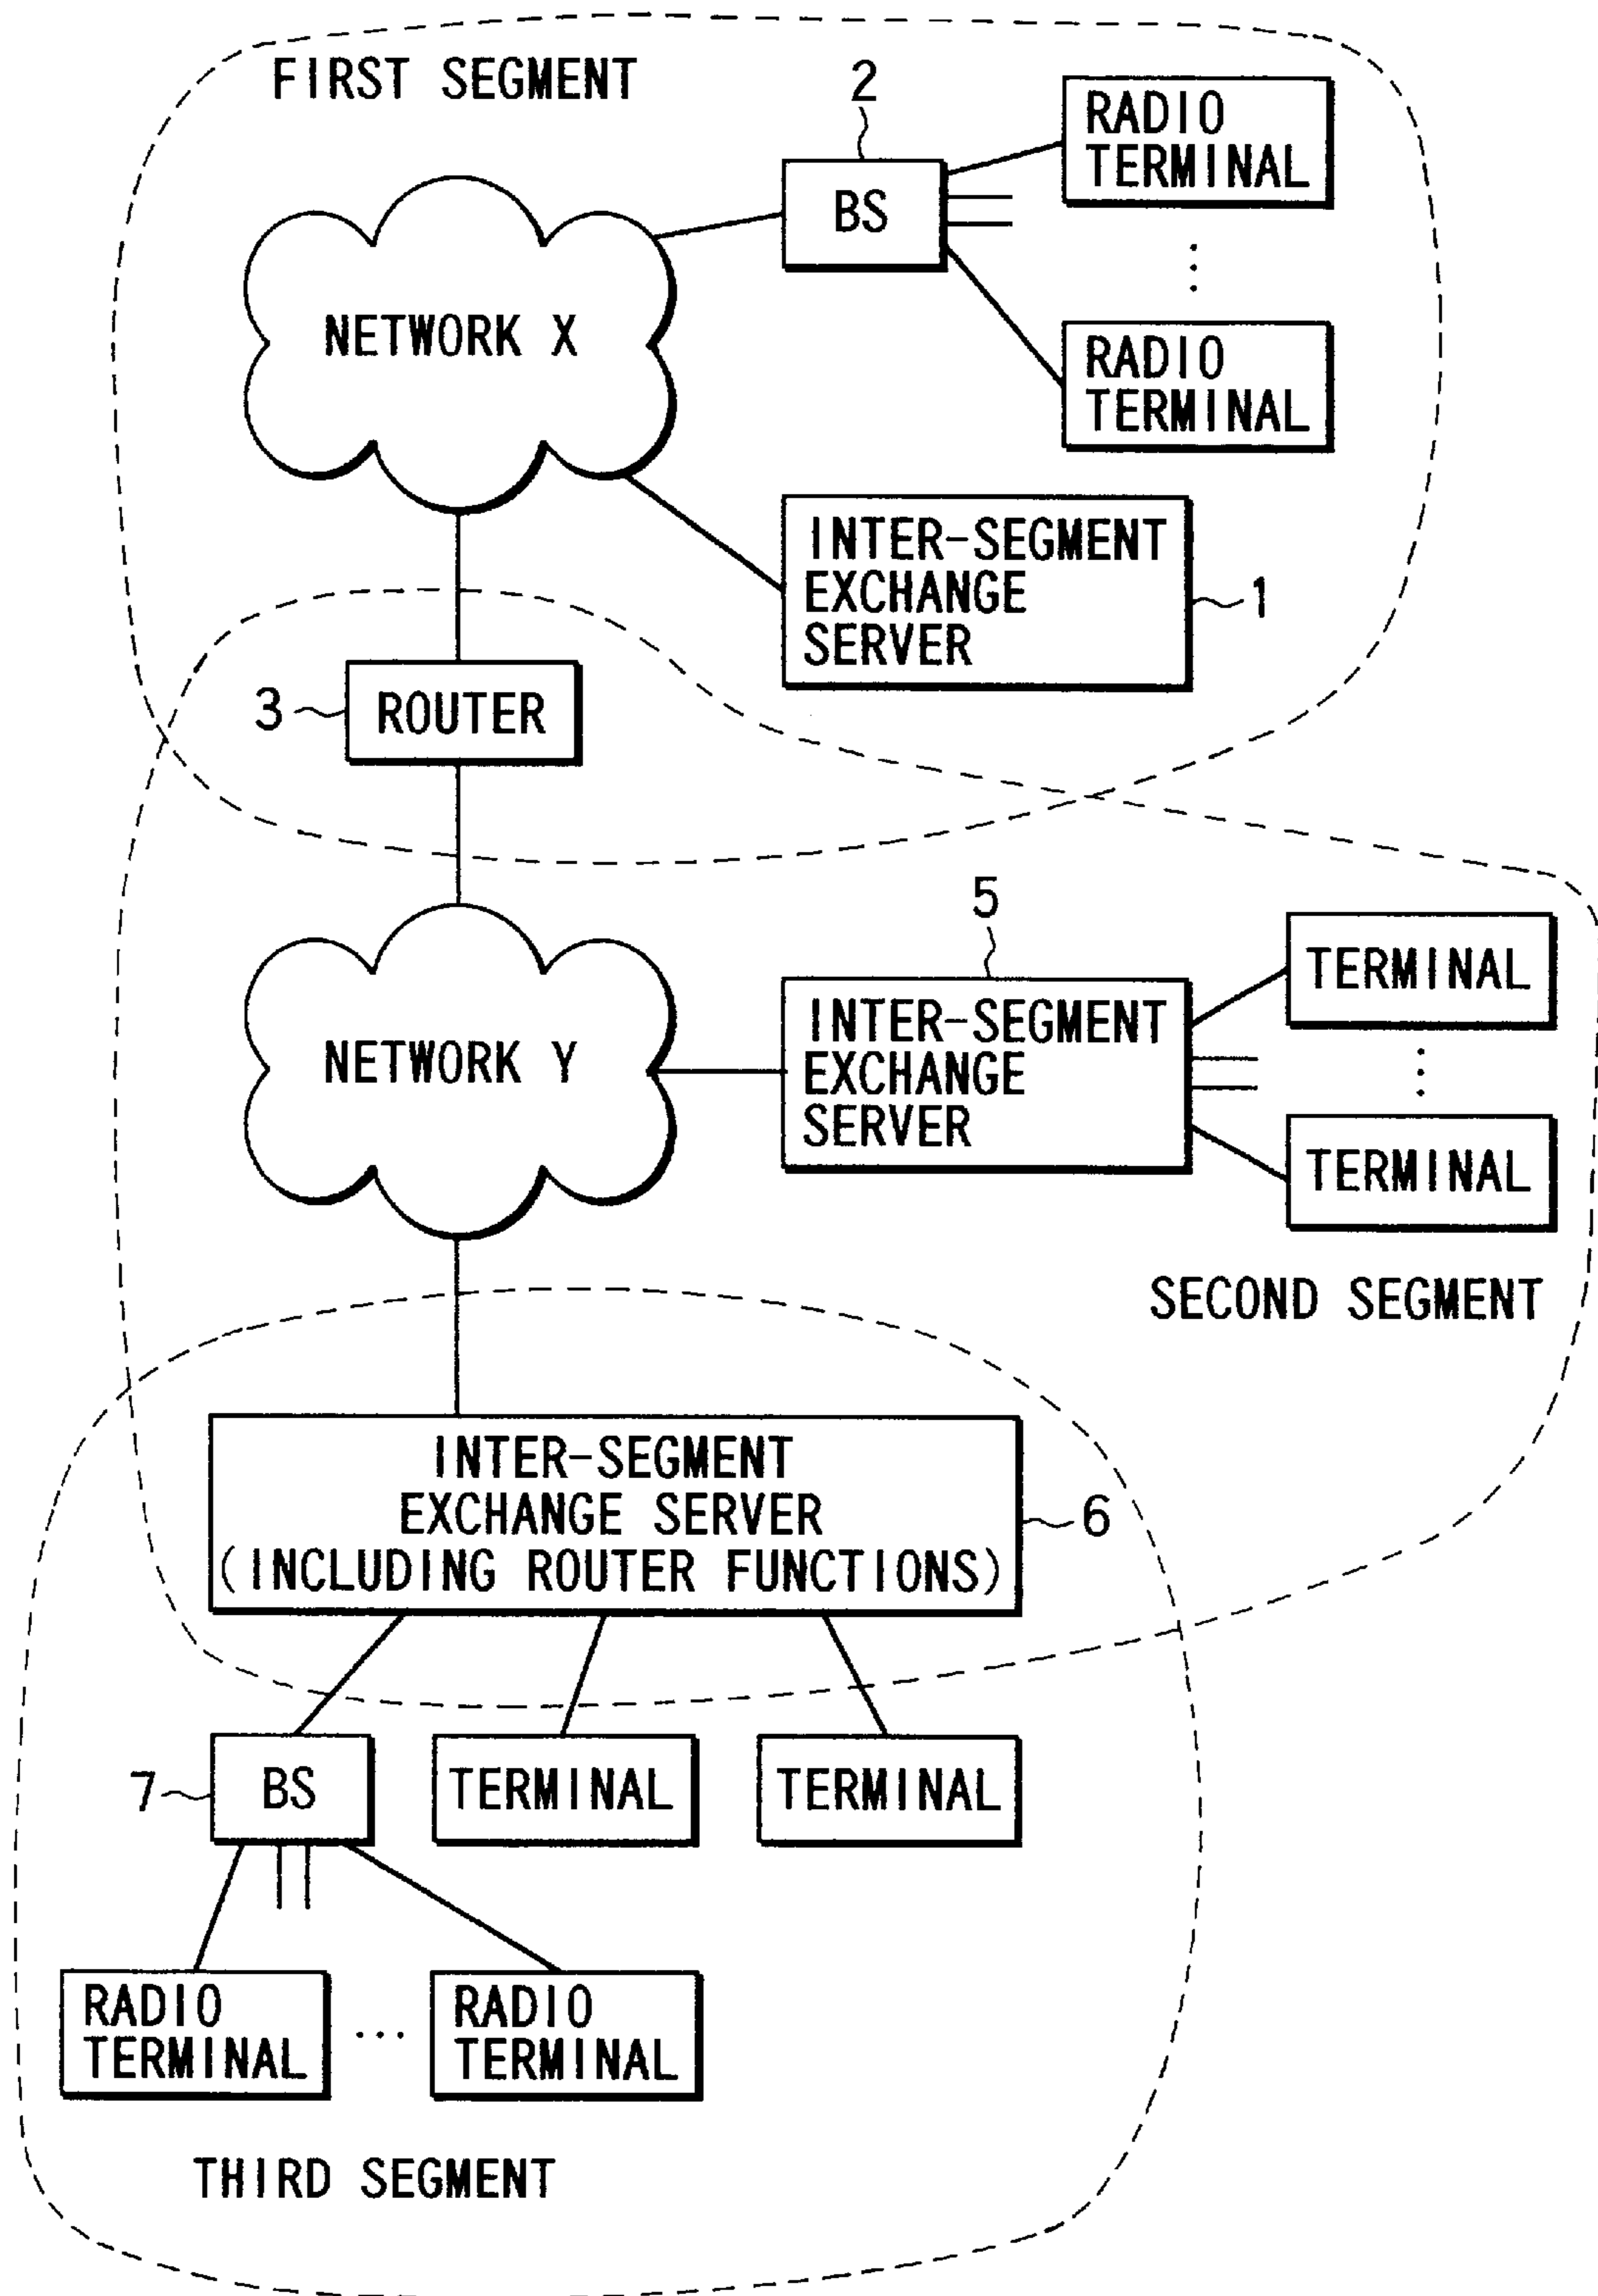 FIRST SEGMENT
2
RADIO
TERMINAL
BS
NETWORK X
RADIO
TERMINAL
INTER-SEGMENT
EXCHANGE
SERVER
1
3
ROUTER
5
TERMINAL
INTER-SEGMENT
EXCHANGE
SERVER
NETWORK Y
TERMINAL
SECOND SEGMENT
INTER-SEGMENT
EXCHANGE SERVER
(INCLUDING ROUTER FUNCTIONS)
6
7
BS
TERMINAL
TERMINAL
RADIO
TERMINAL
RADIO
TERMINAL
THIRD SEGMENT